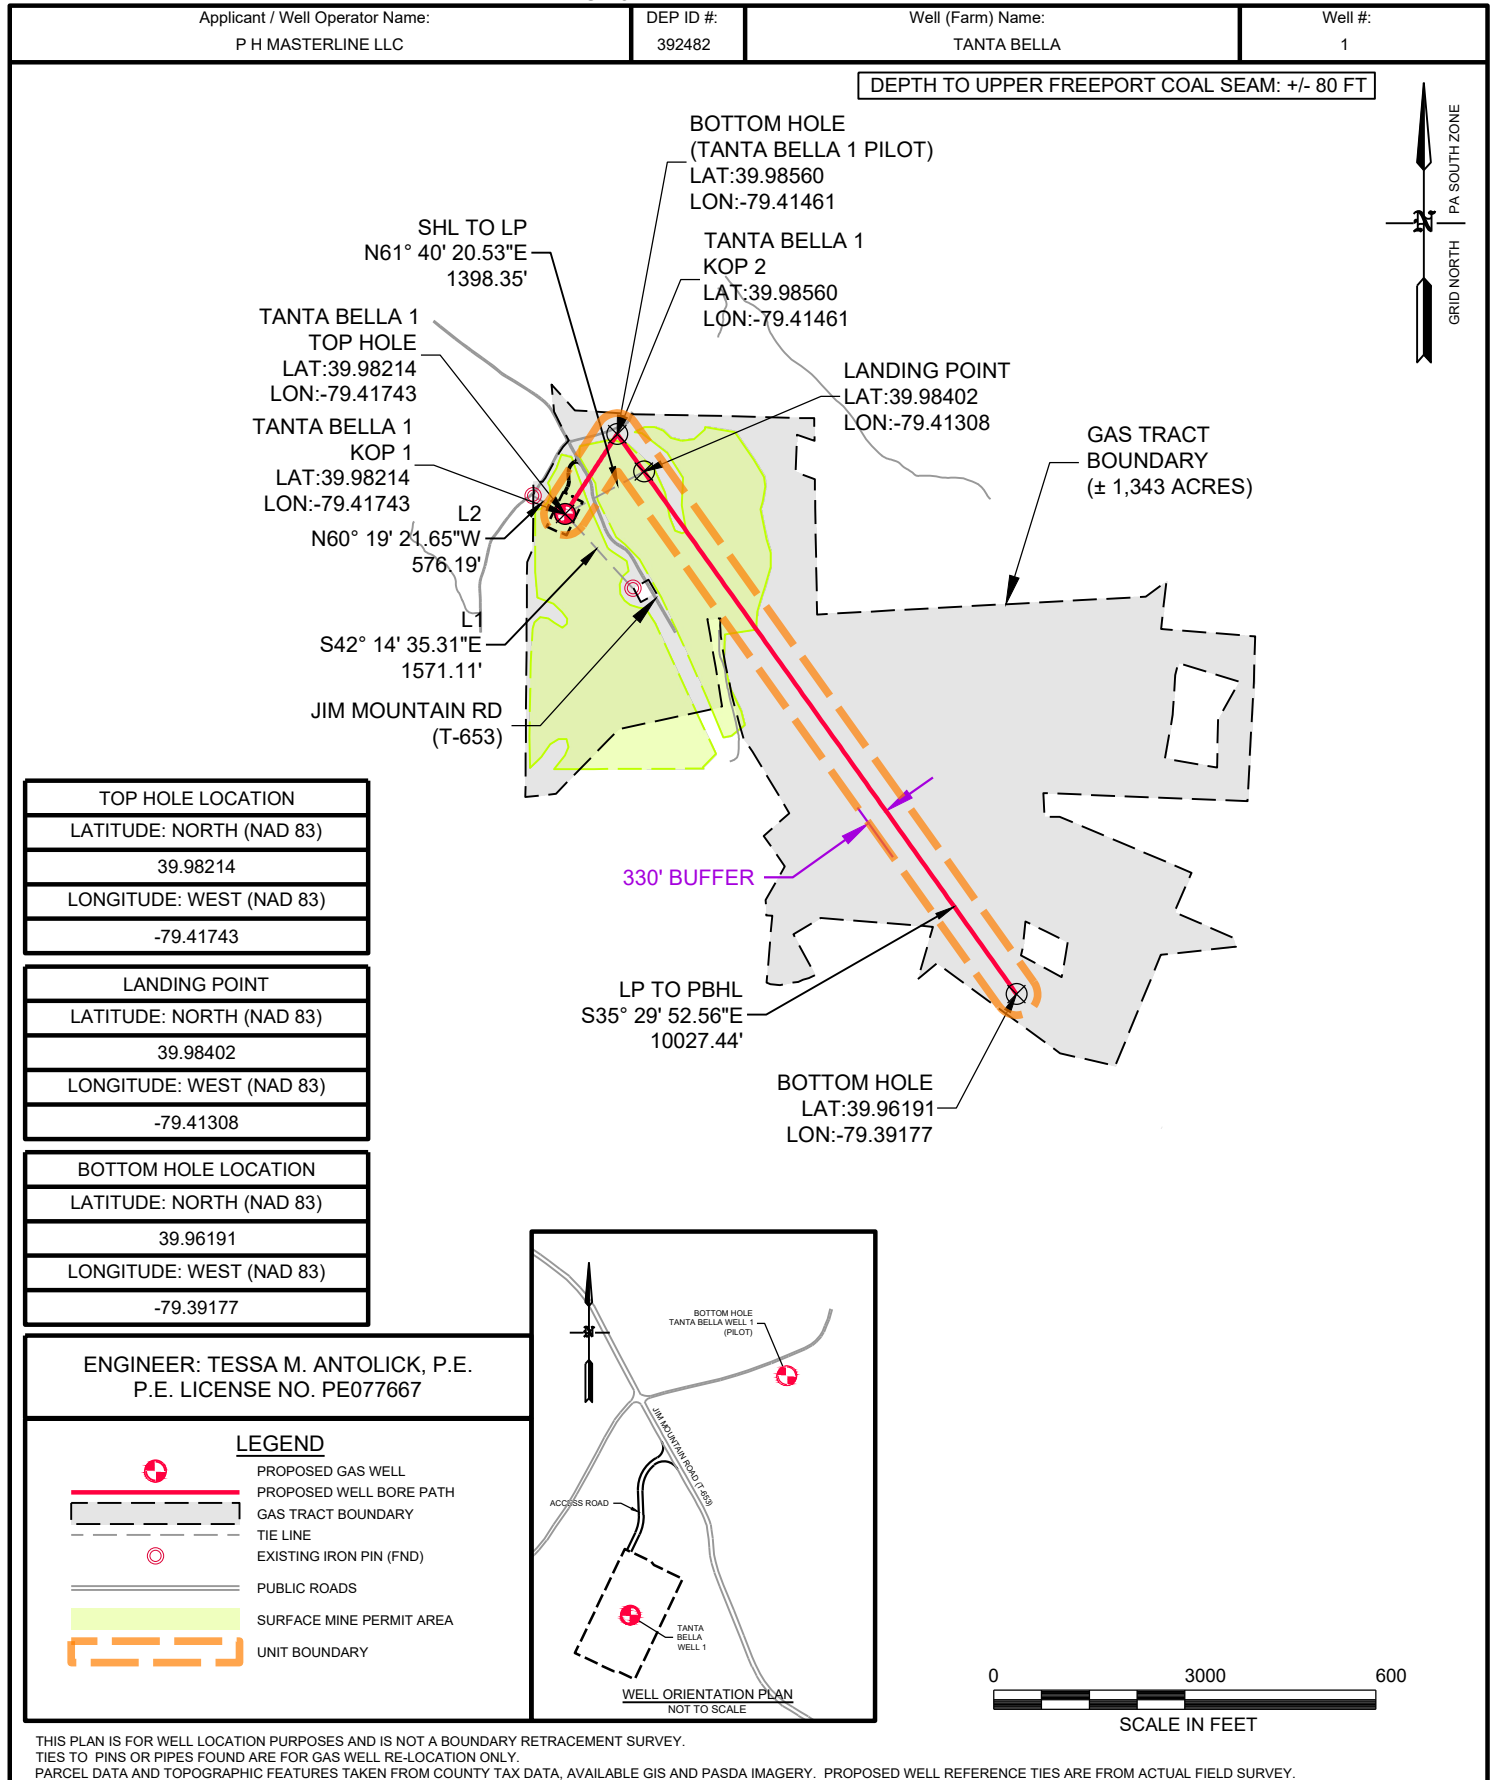 Applicant / Well Operator Name:
P H MASTERLINE LLC
DEP ID #:
392482
Well (Farm) Name:
TANTA BELLA
Well #:
1
DEPTH TO UPPER FREEPORT COAL SEAM: +/- 80 FT
PA SOUTH ZONE
N
GRID NORTH
BOTTOM HOLE
(TANTA BELLA 1 PILOT)
LAT:39.98560
LON:-79.41461
SHL TO LP
N61° 40' 20.53"E
1398.35'
TANTA BELLA 1
KOP 2
LAT:39.98560
LON:-79.41461
TANTA BELLA 1
TOP HOLE
LAT:39.98214
LON:-79.41743
LANDING POINT
LAT:39.98402
LON:-79.41308
TANTA BELLA 1
KOP 1
LAT:39.98214
LON:-79.41743
GAS TRACT
BOUNDARY
(± 1,343 ACRES)
L2
N60° 19' 21.65"W
576.19'
L1
S42° 14' 35.31"E
1571.11'
JIM MOUNTAIN RD
(T-653)
330' BUFFER
LP TO PBHL
S35° 29' 52.56"E
10027.44'
BOTTOM HOLE
LAT:39.96191
LON:-79.39177
TOP HOLE LOCATION
LATITUDE: NORTH (NAD 83)
39.98214
LONGITUDE: WEST (NAD 83)
-79.41743
LANDING POINT
LATITUDE: NORTH (NAD 83)
39.98402
LONGITUDE: WEST (NAD 83)
-79.41308
BOTTOM HOLE LOCATION
LATITUDE: NORTH (NAD 83)
39.96191
LONGITUDE: WEST (NAD 83)
-79.39177
ENGINEER: TESSA M. ANTOLICK, P.E.
P.E. LICENSE NO. PE077667
LEGEND
PROPOSED GAS WELL
PROPOSED WELL BORE PATH
GAS TRACT BOUNDARY
TIE LINE
EXISTING IRON PIN (FND)
PUBLIC ROADS
SURFACE MINE PERMIT AREA
UNIT BOUNDARY
N
BOTTOM HOLE
TANTA BELLA WELL 1
(PILOT)
JIM MOUNTAIN ROAD (T-653)
ACCESS ROAD
TANTA
BELLA
WELL 1
WELL ORIENTATION PLAN
NOT TO SCALE
0 3000 600
SCALE IN FEET
THIS PLAN IS FOR WELL LOCATION PURPOSES AND IS NOT A BOUNDARY RETRACEMENT SURVEY.
TIES TO PINS OR PIPES FOUND ARE FOR GAS WELL RE-LOCATION ONLY.
PARCEL DATA AND TOPOGRAPHIC FEATURES TAKEN FROM COUNTY TAX DATA, AVAILABLE GIS AND PASDA IMAGERY. PROPOSED WELL REFERENCE TIES ARE FROM ACTUAL FIELD SURVEY.